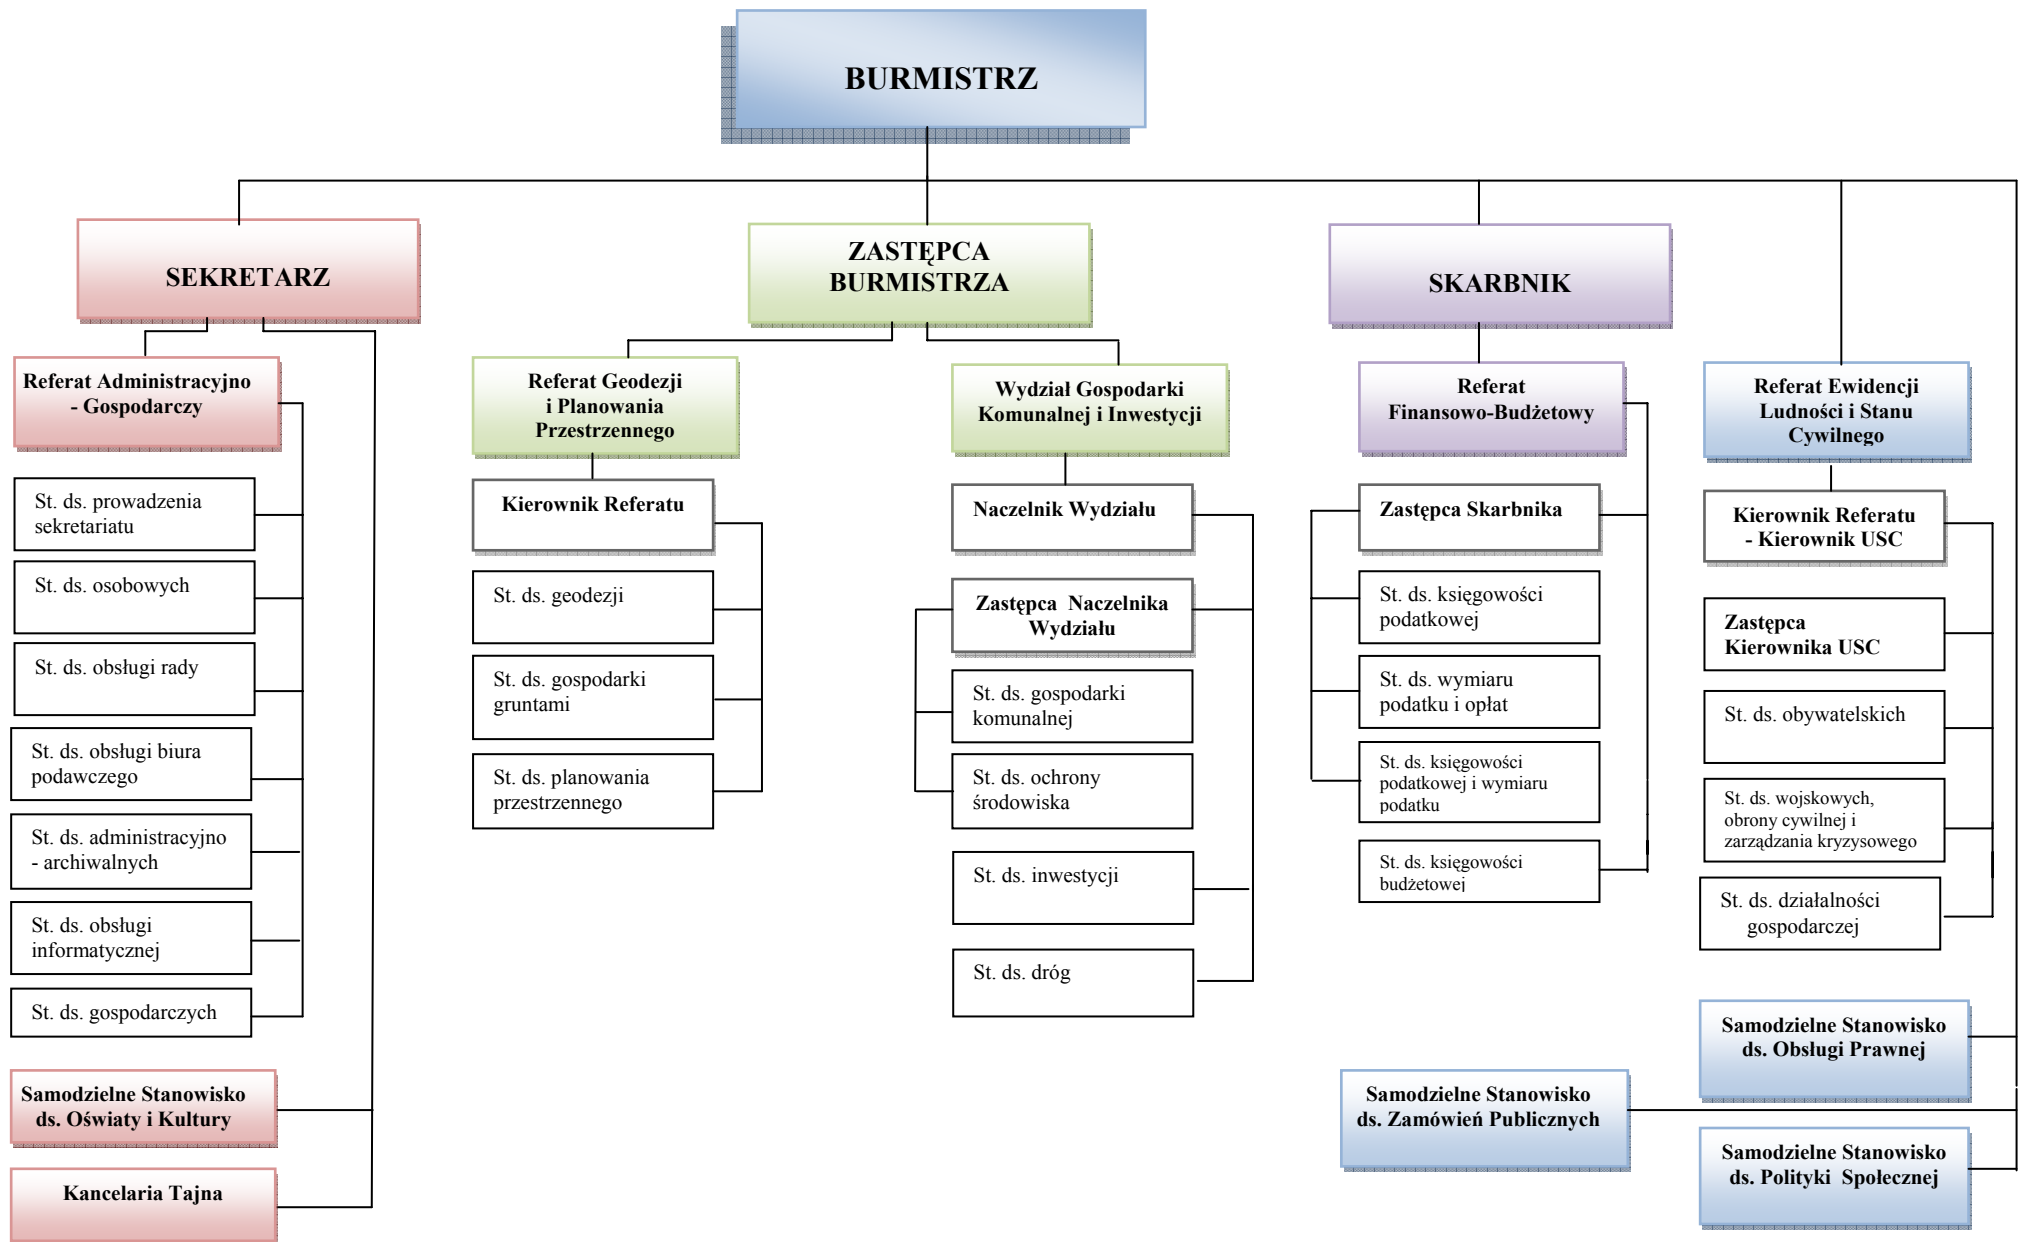 BURMISTRZ
SEKRETARZ
ZASTĘPCA
BURMISTRZA
SKARBNIK
Referat Administracyjno
- Gospodarczy
St. ds. prowadzenia
sekretariatu
St. ds. osobowych
St. ds. obsługi rady
St. ds. obsługi biura
podawczego
St. ds. administracyjno
- archiwalnych
St. ds. obsługi
informatycznej
St. ds. gospodarczych
Samodzielne Stanowisko
ds. Oświaty i Kultury
Kancelaria Tajna
Referat Geodezji
i Planowania
Przestrzennego
Kierownik Referatu
St. ds. geodezji
St. ds. gospodarki
gruntami
St. ds. planowania
przestrzennego
Wydział Gospodarki
Komunalnej i Inwestycji
Naczelnik Wydziału
Zastępca Naczelnika
Wydziału
St. ds. gospodarki
komunalnej
St. ds. ochrony
środowiska
St. ds. inwestycji
St. ds. dróg
Referat
Finansowo-Budżetowy
Zastępca Skarbnika
St. ds. księgowości
podatkowej
St. ds. wymiaru
podatku i opłat
St. ds. księgowości
podatkowej i wymiaru
podatku
St. ds. księgowości
budżetowej
Referat Ewidencji
Ludności i Stanu
Cywilnego
Kierownik Referatu
- Kierownik USC
Zastępca
Kierownika USC
St. ds. obywatelskich
St. ds. wojskowych,
obrony cywilnej i
zarządzania kryzysowego
St. ds. działalności
gospodarczej
Samodzielne Stanowisko
ds. Obsługi Prawnej
Samodzielne Stanowisko
ds. Zamówień Publicznych
Samodzielne Stanowisko
ds. Polityki Społecznej